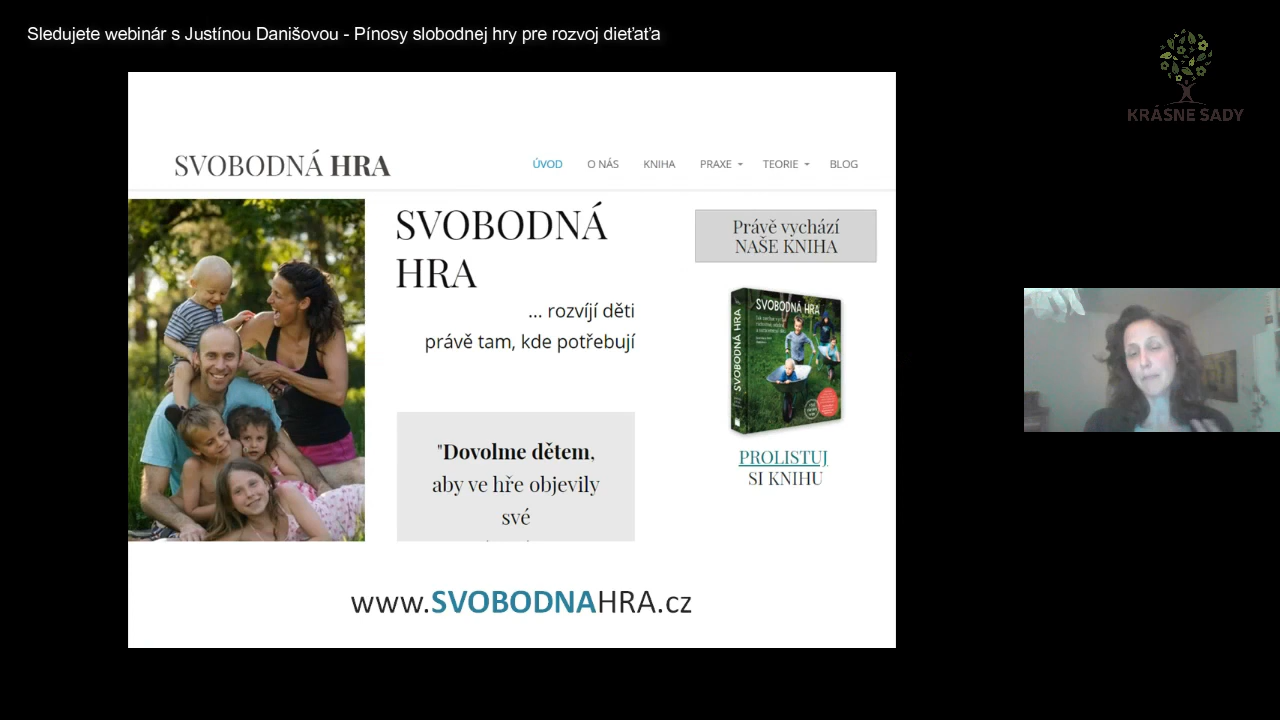 Sledujete webinár s Justínou Danišovou - Pínosy slobodnej hry pre rozvoj dieťaťa
KRÁSNE SADY
SVOBODNÁ HRA
ÚVOD O NÁS KNIHA PRAXE TEORIE BLOG
SVOBODNÁ
HRA
... rozvíjí děti
právě tam, kde potřebují
"Dovolme dětem,
aby ve hře objevily
své
Právě vychází
NAŠE KNIHA
SVOBODNÁ HRA
SVOBODNÁ HRA
PROLISTUJ
SI KNIHU
www.SVOBODNAHRA.cz